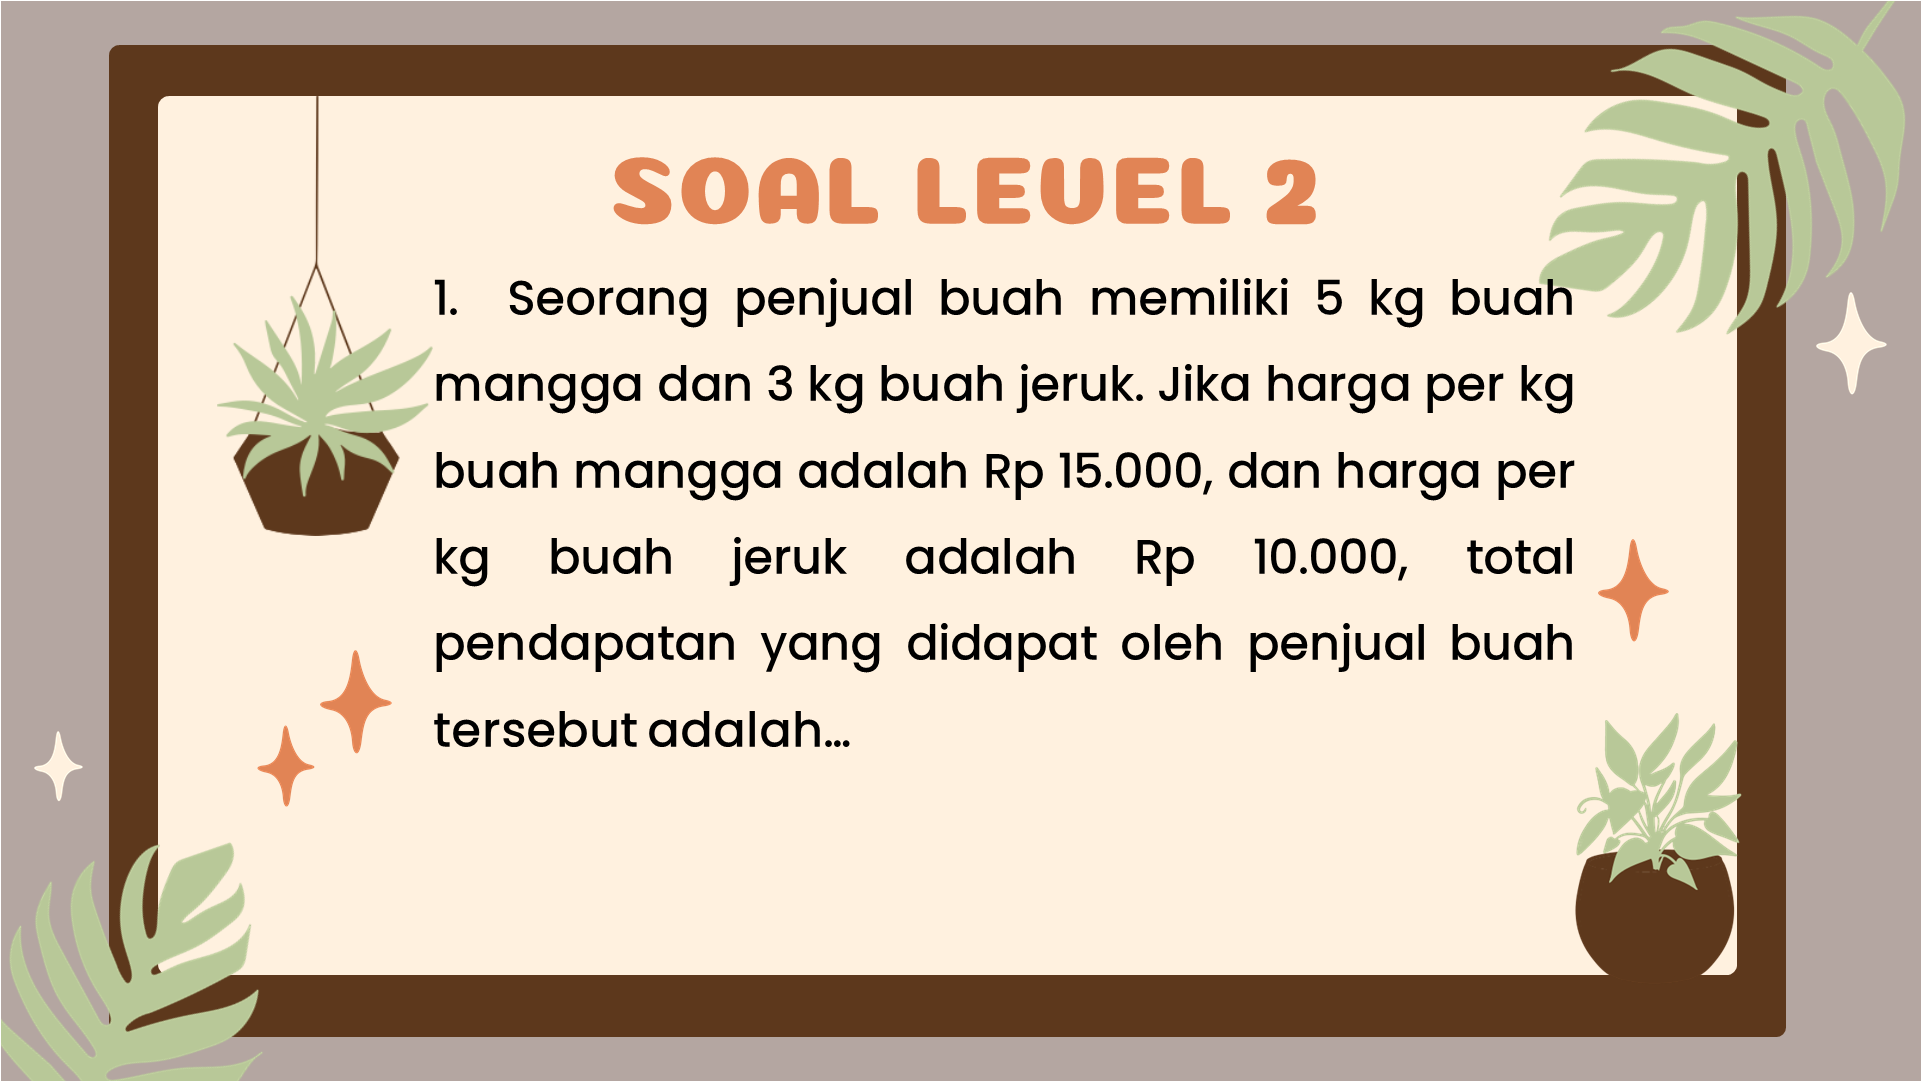 SOAL LEVEL 2
1. Seorang penjual buah memiliki 5 kg buah
mangga dan 3 kg buah jeruk. Jika harga per kg
buah mangga adalah Rp 15.000, dan harga per
kg buah jeruk adalah Rp 10.000, total
pendapatan yang didapat oleh penjual buah
tersebut adalah...